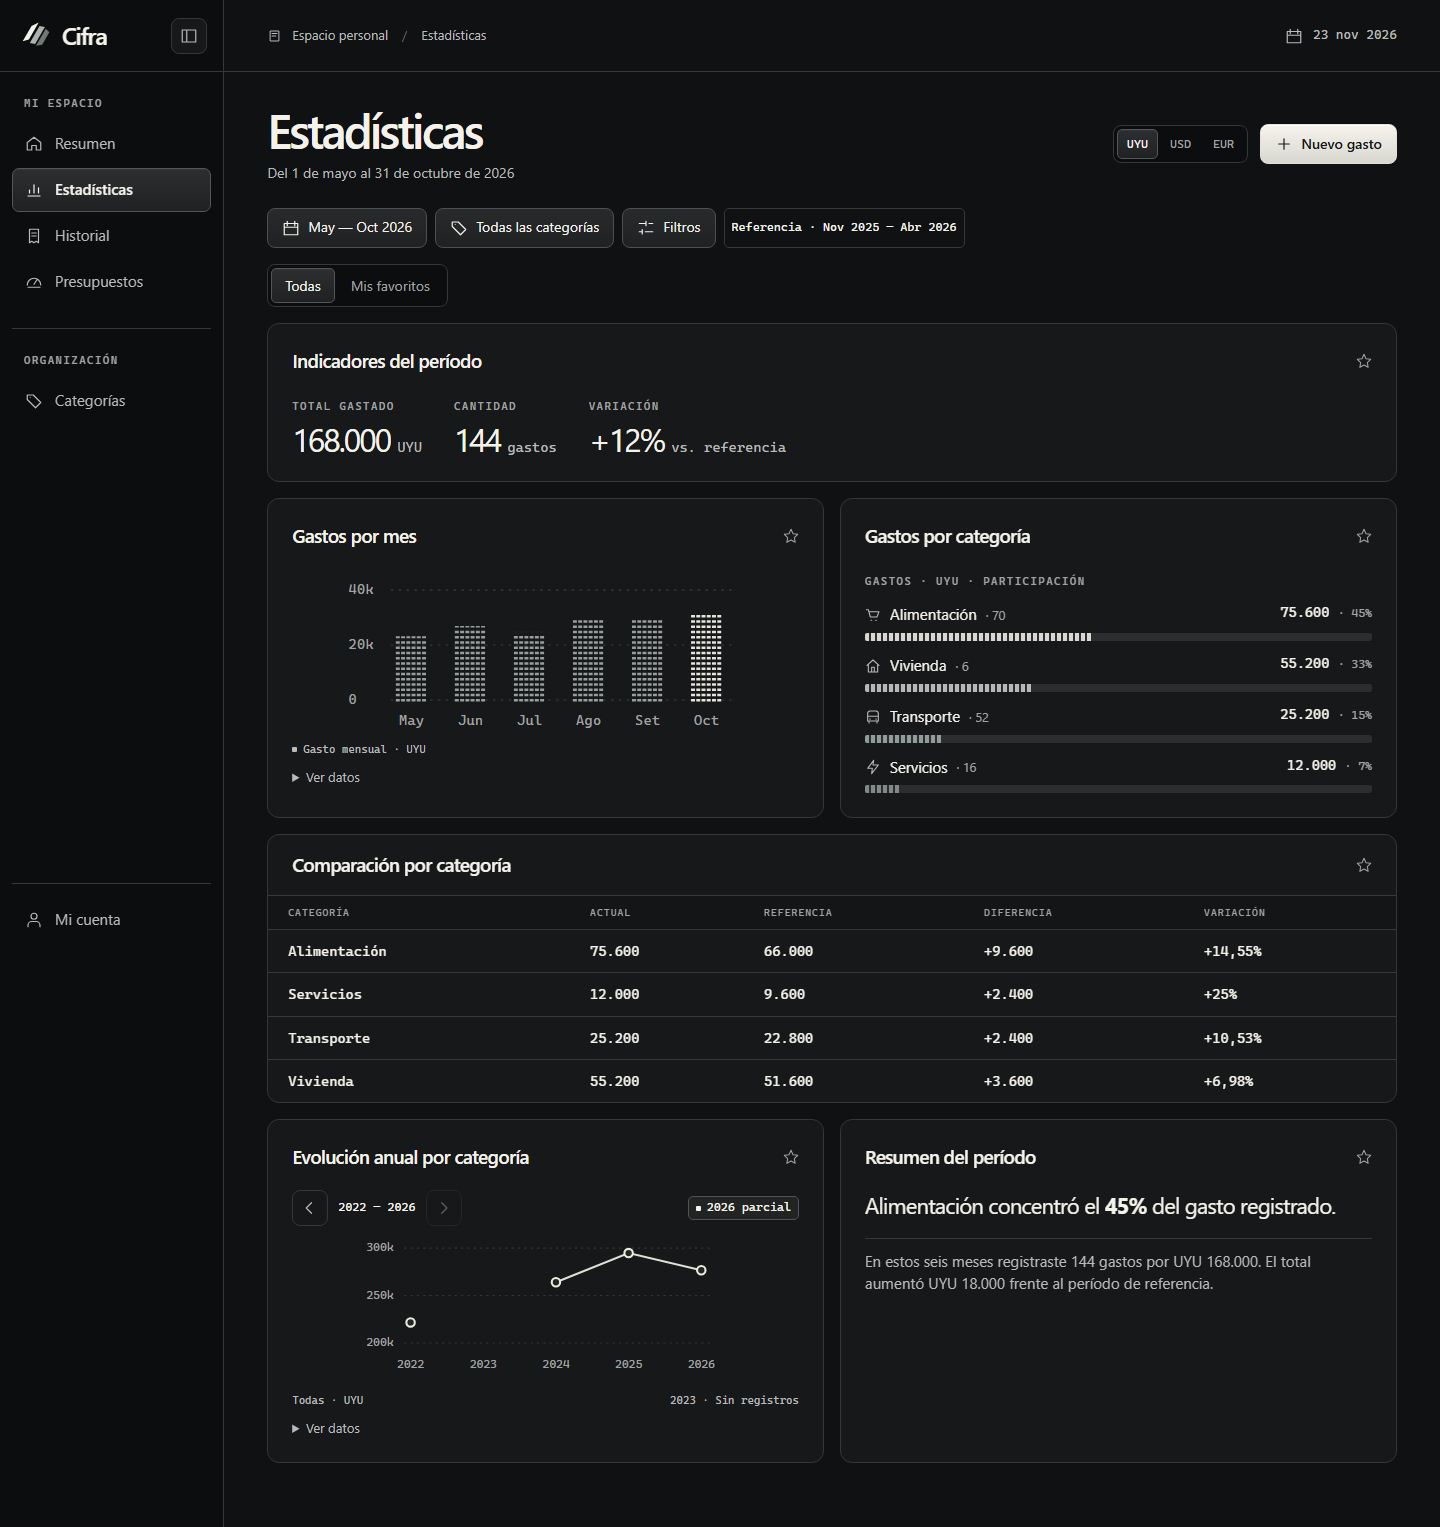 Cifra
Espacio personal / Estadísticas
23 nov 2026
MI ESPACIO
Resumen
Estadísticas
Historial
Presupuestos
ORGANIZACIÓN
Categorías
Mi cuenta
Estadísticas
Del 1 de mayo al 31 de octubre de 2026
UYU USD EUR
Nuevo gasto
May — Oct 2026
Todas las categorías
Filtros
Referencia · Nov 2025 — Abr 2026
Todas
Mis favoritos
Indicadores del período
TOTAL GASTADO
168.000 UYU
CANTIDAD
144 gastos
VARIACIÓN
+12% vs. referencia
Gastos por mes
40k
20k
0
May Jun Jul Ago Set Oct
Gasto mensual · UYU
Ver datos
Gastos por categoría
GASTOS · UYU · PARTICIPACIÓN
Alimentación · 70 75.600 · 45%
Vivienda · 6 55.200 · 33%
Transporte · 52 25.200 · 15%
Servicios · 16 12.000 · 7%
Comparación por categoría
CATEGORÍA ACTUAL REFERENCIA DIFERENCIA VARIACIÓN
Alimentación 75.600 66.000 +9.600 +14,55%
Servicios 12.000 9.600 +2.400 +25%
Transporte 25.200 22.800 +2.400 +10,53%
Vivienda 55.200 51.600 +3.600 +6,98%
Evolución anual por categoría
2022 — 2026
2026 parcial
300k
250k
200k
2022 2023 2024 2025 2026
Todas · UYU
2023 · Sin registros
Ver datos
Resumen del período
Alimentación concentró el 45% del gasto registrado.
En estos seis meses registraste 144 gastos por UYU 168.000. El total
aumentó UYU 18.000 frente al período de referencia.